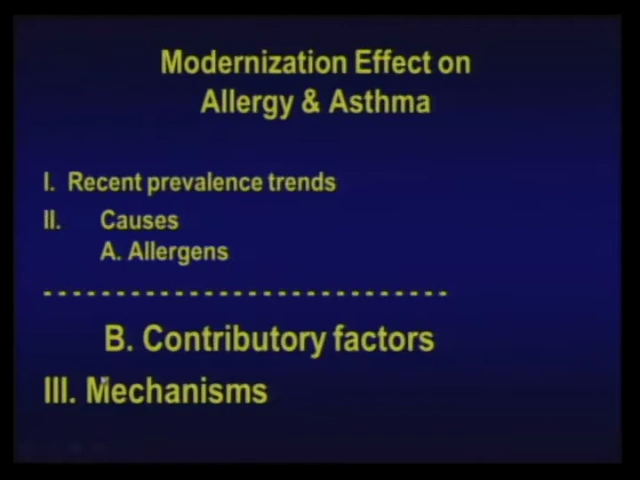 Modernization Effect on
Allergy & Asthma
I. Recent prevalence trends
II. Causes
A. Allergens
B. Contributory factors
III. Mechanisms